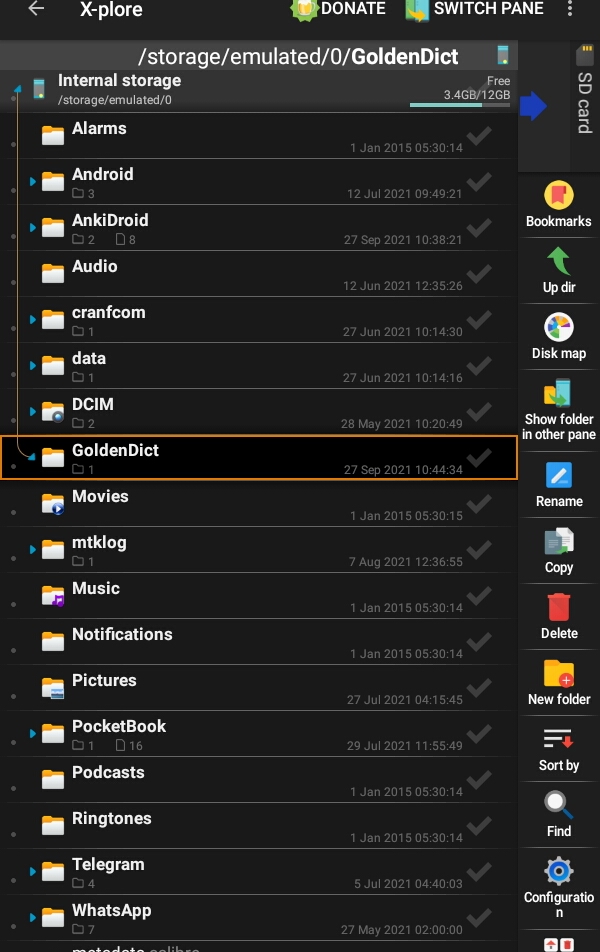 X-plore
DONATE
SWITCH PANE
/storage/emulated/0/GoldenDict
Internal storage
/storage/emulated/0
Free
3.4GB/12GB
SD card
Alarms
1 Jan 2015 05:30:14
Android
3
12 Jul 2021 09:49:21
AnkiDroid
2 8
27 Sep 2021 10:38:21
Audio
12 Jun 2021 12:35:26
cranfcom
1
27 Jun 2021 10:14:30
data
1
27 Jun 2021 10:14:16
DCIM
2
28 May 2021 10:20:49
GoldenDict
1
27 Sep 2021 10:44:34
Movies
1 Jan 2015 05:30:15
mtklog
1
7 Aug 2021 12:36:55
Music
1 Jan 2015 05:30:14
Notifications
1 Jan 2015 05:30:14
Pictures
27 Jul 2021 04:15:45
PocketBook
1 16
29 Jul 2021 11:55:49
Podcasts
1 Jan 2015 05:30:14
Ringtones
1 Jan 2015 05:30:14
Telegram
4
5 Jul 2021 04:40:03
WhatsApp
7
27 May 2021 02:00:00
metadata.calibre
Bookmarks
Up dir
Disk map
Show folder
in other pane
Rename
Copy
Delete
New folder
Sort by
Find
Configuratio
n